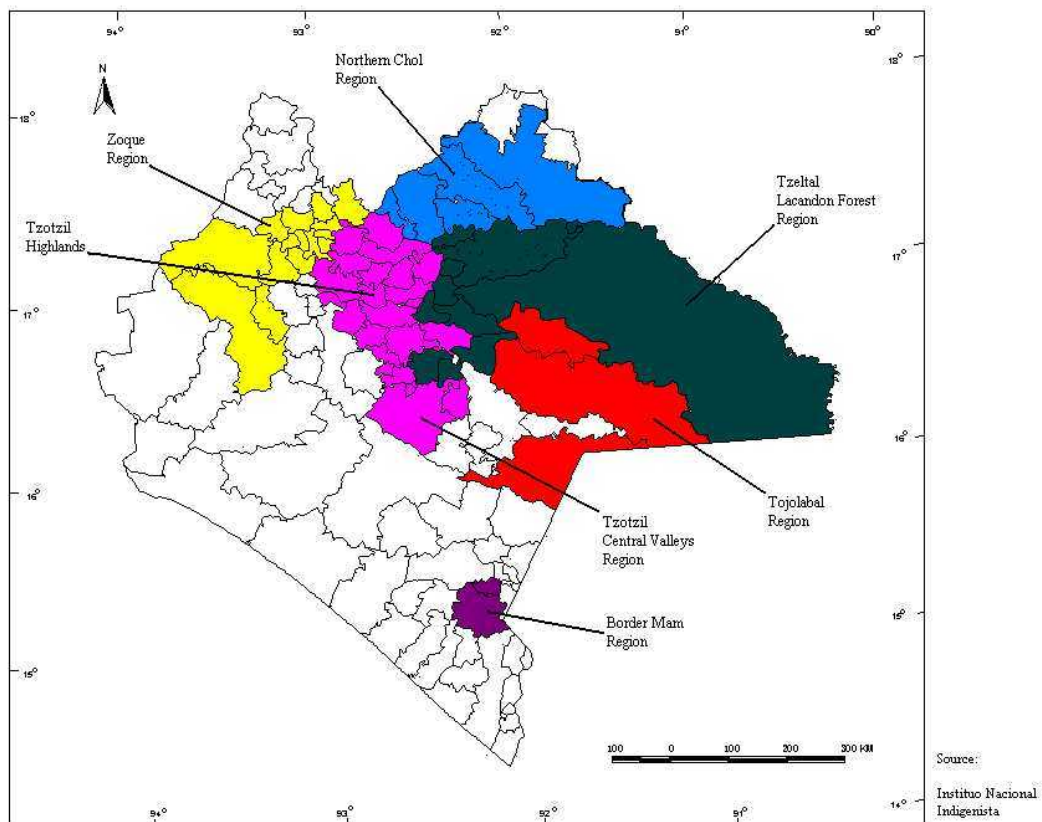 94°
93°
92°
91°
90°
18°
N
Northern Chol
Region
18°
Zoque
Region
Tzeltal
Lacandon Forest
Region
Tzotzil
Highlands
17°
17°
16°
16°
Tojolabal
Region
Tzotzil
Central Valleys
Region
15°
Border Mam
Region
15°
100 0 100 200 300 KM
Source:
Instituo Nacional
Indigenista
14°
94°
93°
92°
91°